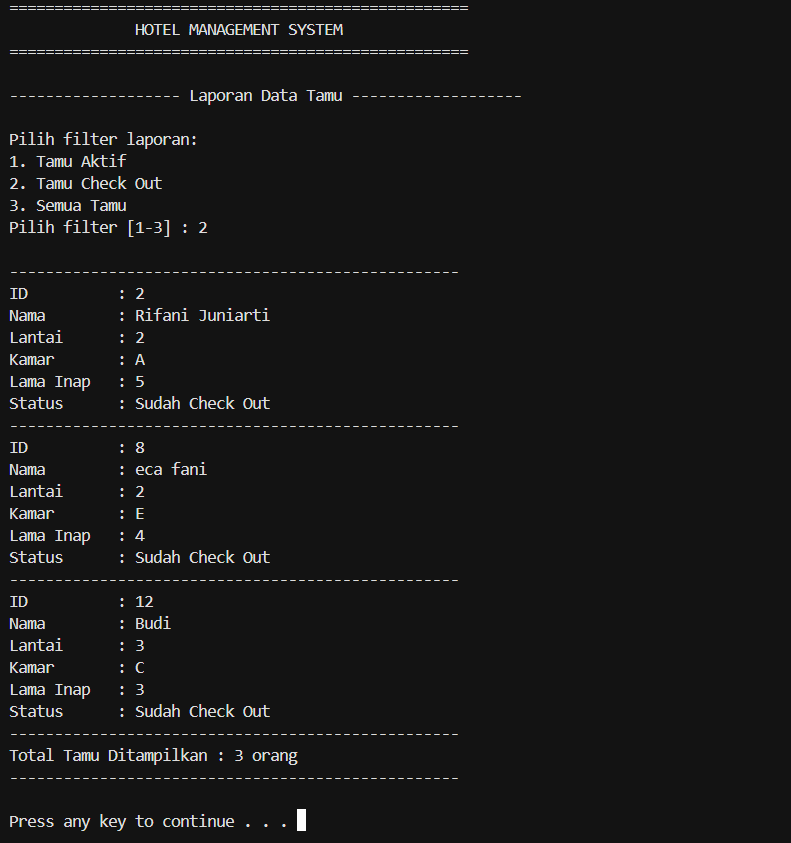 ===================================================
HOTEL MANAGEMENT SYSTEM
===================================================
------------------- Laporan Data Tamu -------------------
Pilih filter laporan:
1. Tamu Aktif
2. Tamu Check Out
3. Semua Tamu
Pilih filter [1-3] : 2
--------------------------------------------------
ID          : 2
Nama        : Rifani Juniarti
Lantai      : 2
Kamar       : A
Lama Inap   : 5
Status      : Sudah Check Out
--------------------------------------------------
ID          : 8
Nama        : eca fani
Lantai      : 2
Kamar       : E
Lama Inap   : 4
Status      : Sudah Check Out
--------------------------------------------------
ID          : 12
Nama        : Budi
Lantai      : 3
Kamar       : C
Lama Inap   : 3
Status      : Sudah Check Out
--------------------------------------------------
Total Tamu Ditampilkan : 3 orang
--------------------------------------------------
Press any key to continue . . .